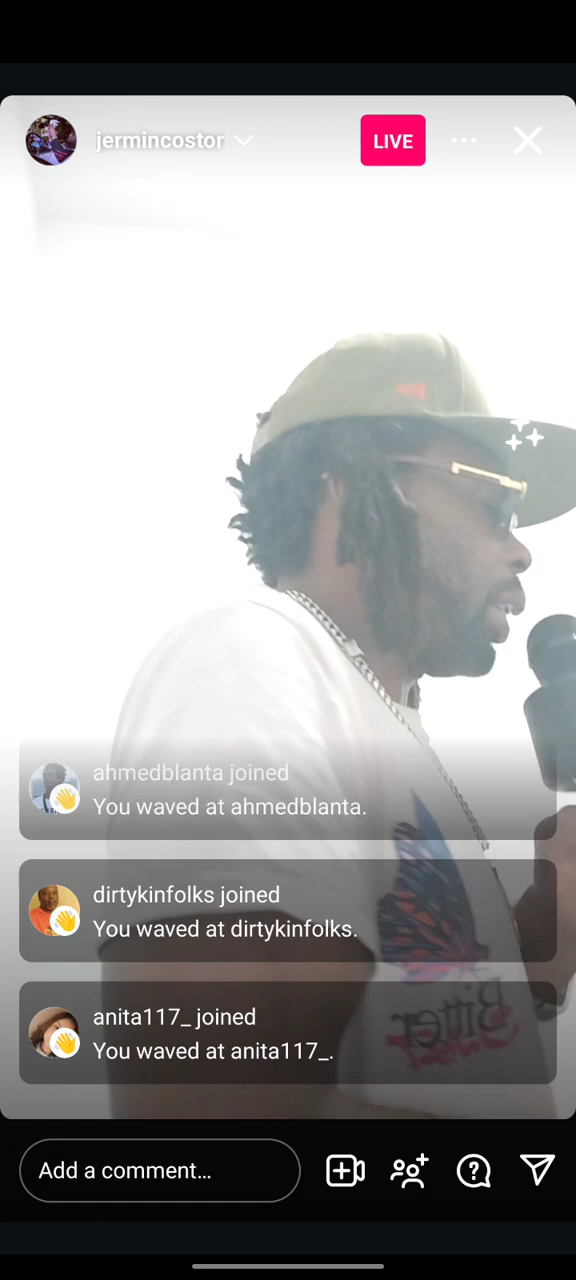 jermincostor
LIVE
ahmedblanta joined
You waved at ahmedblanta.
dirtykinfolks joined
You waved at dirtykinfolks.
anita117_ joined
You waved at anita117_.
Bitter
Add a comment...